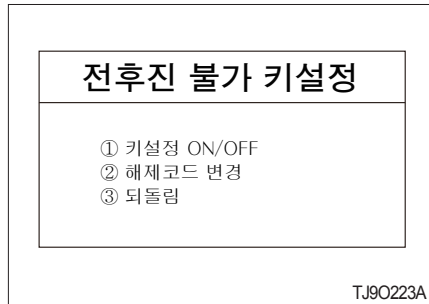 전후진 불가 키설정
① 키설정 ON/OFF
② 해제코드 변경
③ 되돌림
TJ9O223A